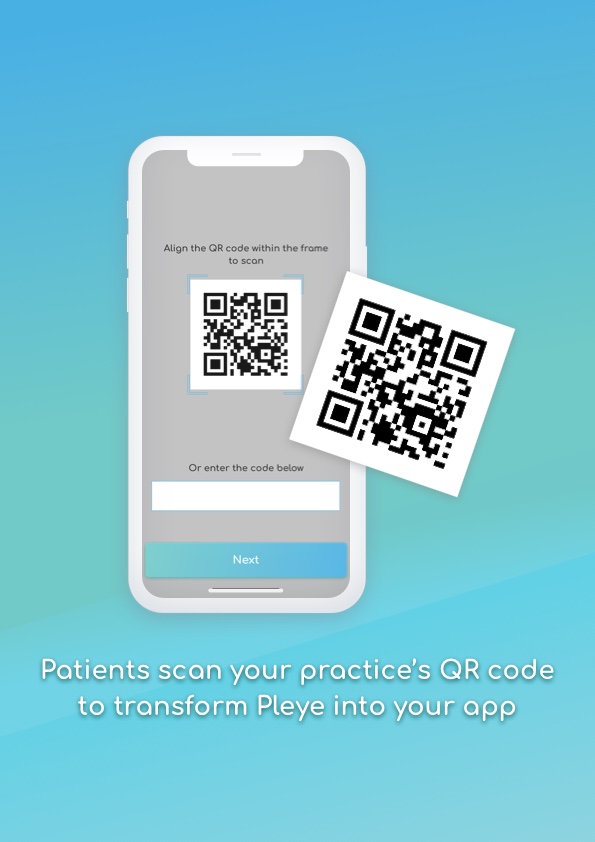 Align the QR code within the frame
to scan
Or enter the code below
Next
Patients scan your practice’s QR code
to transform Pleye into your app